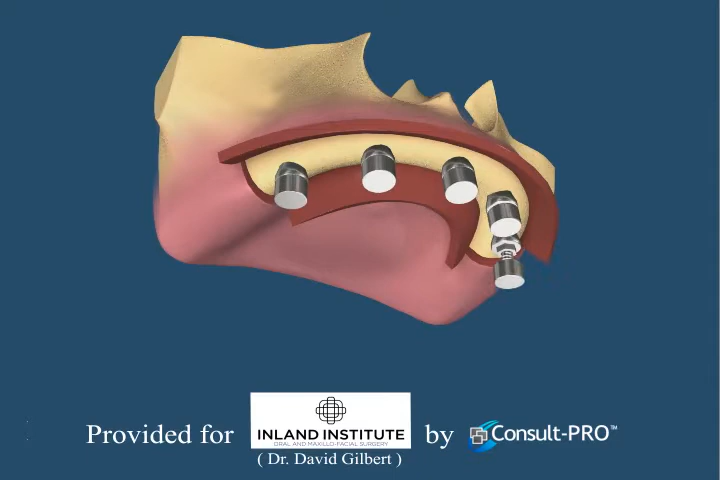 Provided for
INLAND INSTITUTE
ORAL AND MAXILLO-FACIAL SURGERY
by
Consult-PRO™
( Dr. David Gilbert )